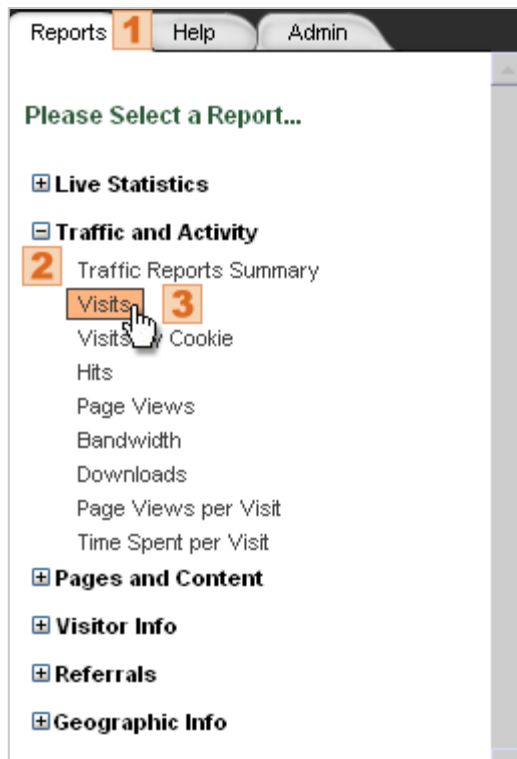 Reports 1 Help Admin
Please Select a Report...
Live Statistics
Traffic and Activity
2 Traffic Reports Summary
Visits 3
Visits Cookie
Hits
Page Views
Bandwidth
Downloads
Page Views per Visit
Time Spent per Visit
Pages and Content
Visitor Info
Referrals
Geographic Info